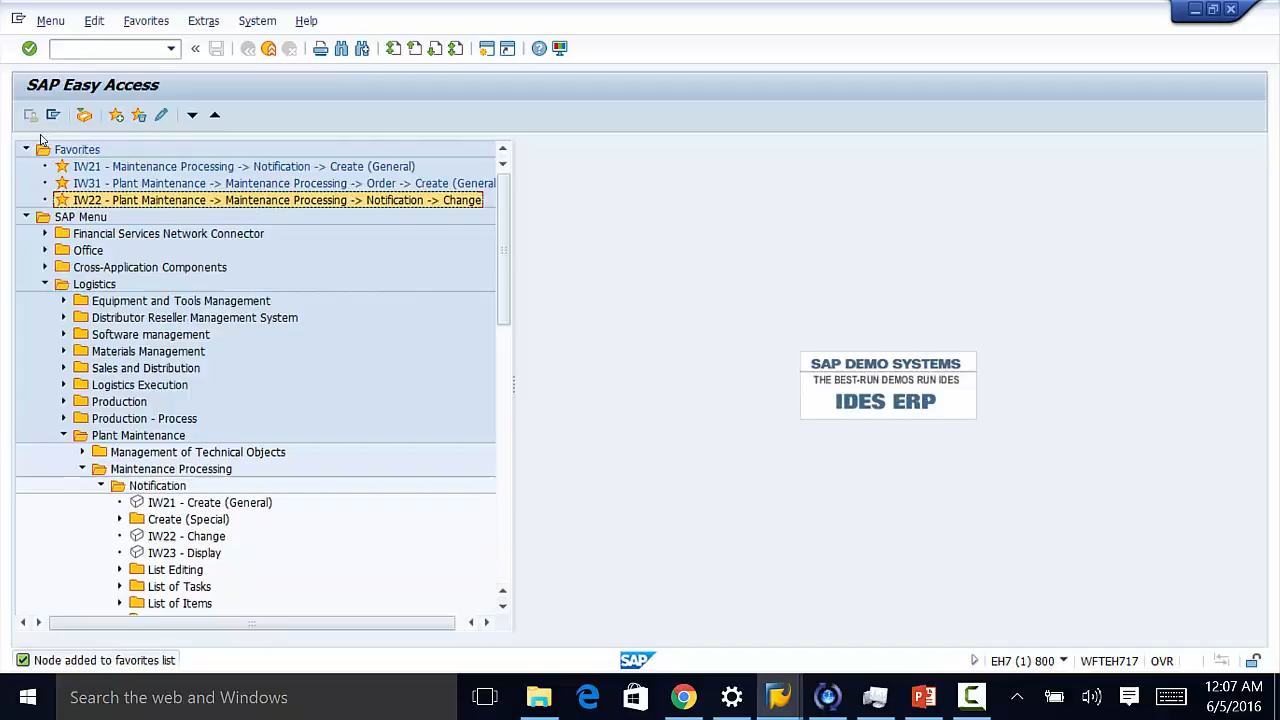 Menu Edit Favorites Extras System Help
SAP Easy Access
Favorites
IW21 - Maintenance Processing -> Notification -> Create (General)
IW31 - Plant Maintenance -> Maintenance Processing -> Order -> Create (General
IW22 - Plant Maintenance -> Maintenance Processing -> Notification -> Change
SAP Menu
Financial Services Network Connector
Office
Cross-Application Components
Logistics
Equipment and Tools Management
Distributor Reseller Management System
Software management
Materials Management
Sales and Distribution
Logistics Execution
Production
Production - Process
Plant Maintenance
Management of Technical Objects
Maintenance Processing
Notification
IW21 - Create (General)
Create (Special)
IW22 - Change
IW23 - Display
List Editing
List of Tasks
List of Items
SAP DEMO SYSTEMS
THE BEST-RUN DEMOS RUN IDES
IDES ERP
Node added to favorites list
SAP
EH7 (1) 800 WFTEH717 OVR
Search the web and Windows
12:07 AM
6/5/2016